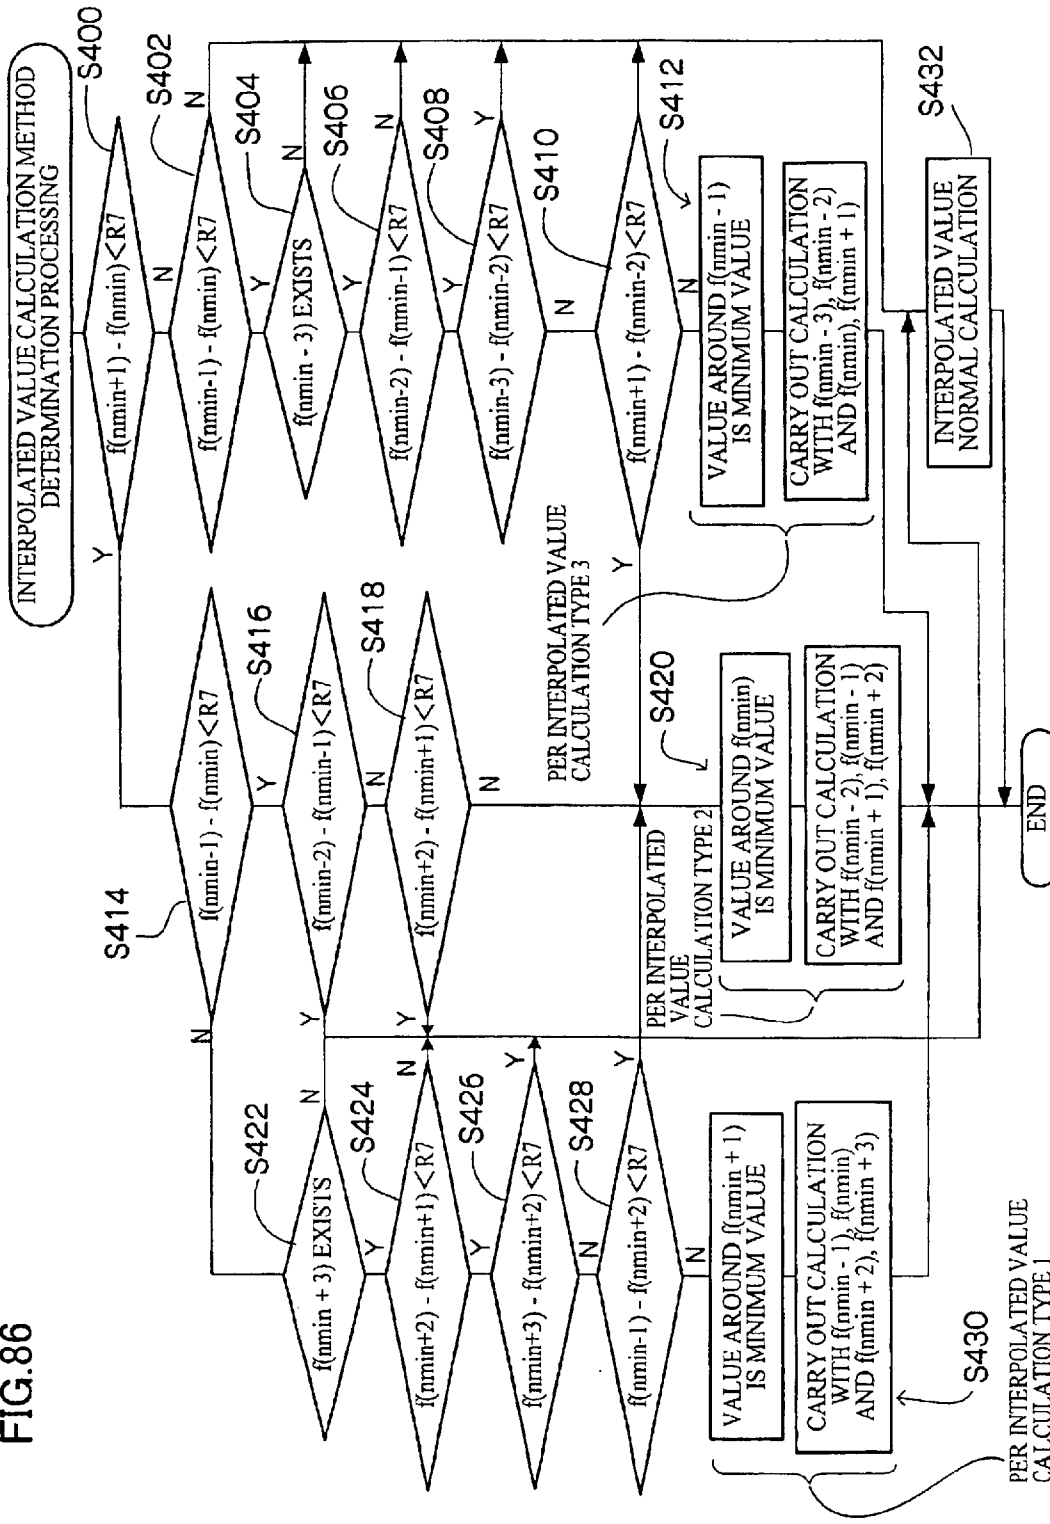 FIG.86
INTERPOLATED VALUE CALCULATION METHOD
DETERMINATION PROCESSING
S400
f(nmin+1) - f(nmin)<R7
Y
N
S402
f(nmin-1) - f(nmin)<R7
N
Y
S404
f(nmin - 3) EXISTS
N
Y
S406
f(nmin-2) - f(nmin-1)<R7
N
Y
S408
f(nmin-3) - f(nmin-2)<R7
Y
N
S410
f(nmin+1) - f(nmin-2)<R7
Y
N
S412
VALUE AROUND f(nmin - 1)
IS MINIMUM VALUE
CARRY OUT CALCULATION
WITH f(nmin - 3), f(nmin - 2)
AND f(nmin), f(nmin + 1)
PER INTERPOLATED VALUE
CALCULATION TYPE 3
S414
f(nmin-1) - f(nmin)<R7
N
Y
S416
f(nmin-2) - f(nmin-1)<R7
Y
N
S418
f(nmin+2) - f(nmin+1)<R7
Y
N
S420
VALUE AROUND f(nmin)
IS MINIMUM VALUE
CARRY OUT CALCULATION
WITH f(nmin - 2), f(nmin - 1)
AND f(nmin + 1), f(nmin + 2)
PER INTERPOLATED
VALUE
CALCULATION TYPE 2
S422
f(nmin + 3) EXISTS
N
Y
S424
f(nmin+2) - f(nmin+1)<R7
N
Y
S426
f(nmin+3) - f(nmin+2)<R7
Y
N
S428
f(nmin-1) - f(nmin+2)<R7
Y
N
VALUE AROUND f(nmin + 1)
IS MINIMUM VALUE
CARRY OUT CALCULATION
WITH f(nmin - 1), f(nmin)
AND f(nmin + 2), f(nmin + 3)
S430
PER INTERPOLATED VALUE
CALCULATION TYPE 1
S432
INTERPOLATED VALUE
NORMAL CALCULATION
END